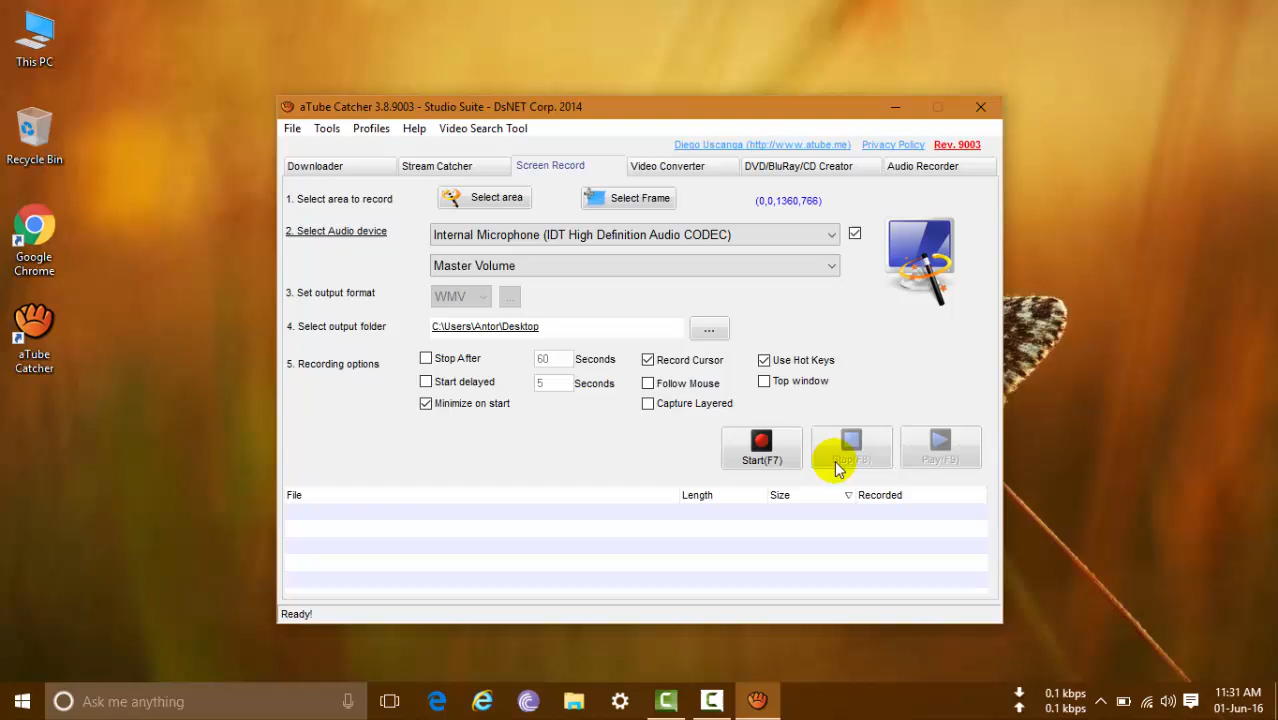 This PC
Recycle Bin
Google
Chrome
aTube
Catcher
aTube Catcher 3.8.9003 - Studio Suite - DsNET Corp. 2014
File Tools Profiles Help Video Search Tool
Diego Uscanga (http://www.atube.me) Privacy Policy Rev. 9003
Downloader Stream Catcher Screen Record Video Converter DVD/BluRay/CD Creator Audio Recorder
1. Select area to record Select area Select Frame (0,0,1360,766)
2. Select Audio device Internal Microphone (IDT High Definition Audio CODEC)
Master Volume
3. Set output format WMV ...
4. Select output folder C:\Users\Antor\Desktop ...
5. Recording options Stop After 60 Seconds Record Cursor Use Hot Keys
Start delayed 5 Seconds Follow Mouse Top window
Minimize on start Capture Layered
Start(F7) Stop(F8) Play(F9)
File Length Size Recorded
Ready!
Ask me anything
0.1 kbps
0.1 kbps
11:31 AM
01-Jun-16